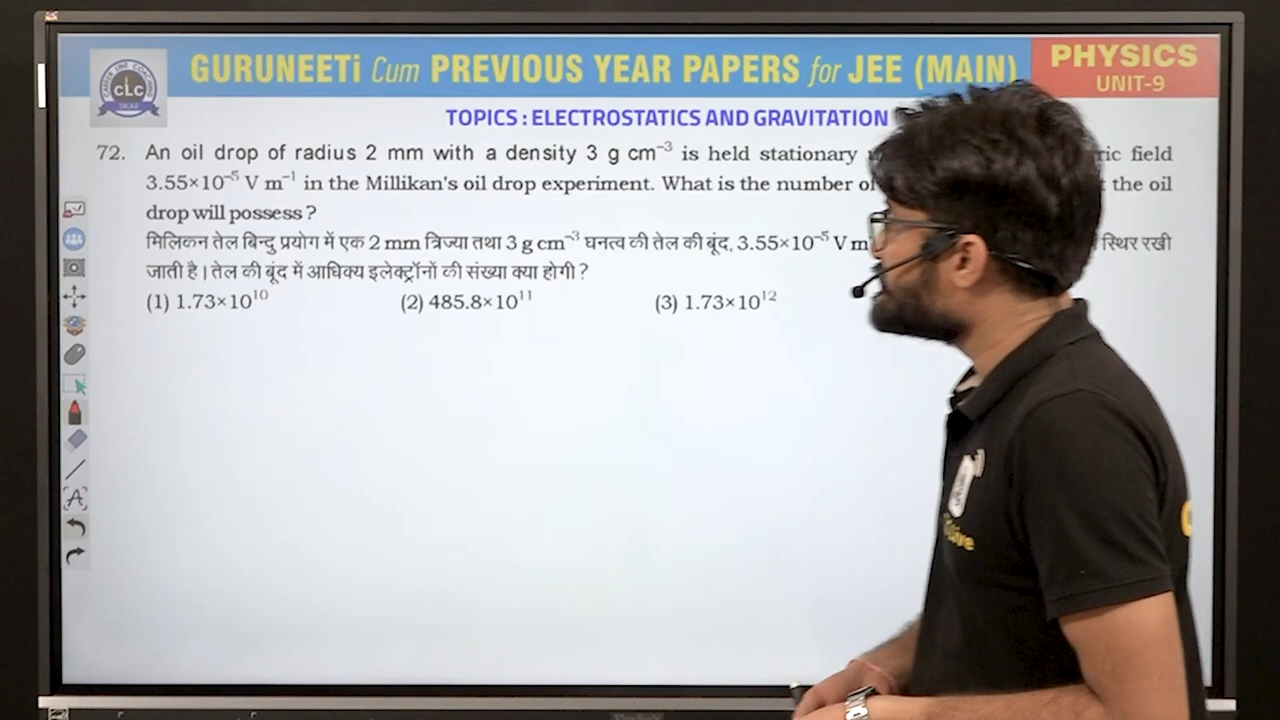 GURUNEETi Cum PREVIOUS YEAR PAPERS for JEE (MAIN)
PHYSICS
UNIT-9
CLC
SIKAR
TOPICS : ELECTROSTATICS AND GRAVITATION
72. An oil drop of radius 2 mm with a density 3 g cm⁻³ is held stationary field
3.55×10⁻⁵ V m⁻¹ in the Millikan's oil drop experiment. What is the number of the oil
drop will possess ?
मिलिकन तेल बिन्दु प्रयोग में एक 2 mm त्रिज्या तथा 3 g cm⁻³ घनत्व की तेल की बूंद, 3.55×10⁻⁵ V m स्थिर रखी
जाती है। तेल की बूंद में आधिक्य इलेक्ट्रॉनों की संख्या क्या होगी ?
(1) 1.73×10¹⁰ (2) 485.8×10¹¹ (3) 1.73×10¹²